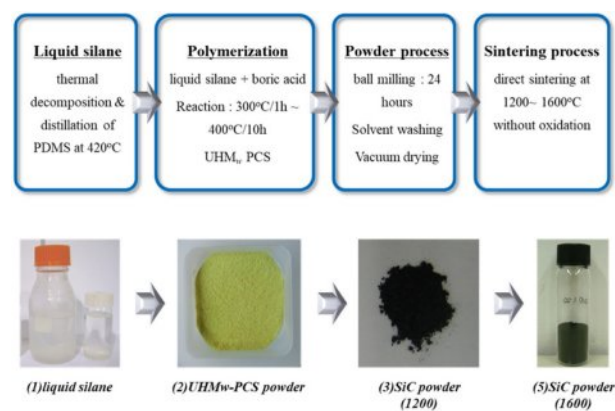 Liquid silane
thermal
decomposition &
distillation of
PDMS at 420°C
Polymerization
liquid silane + boric acid
Reaction : 300°C/1h ~
400°C/10h
UHMw PCS
Powder process
ball milling : 24
hours
Solvent washing
Vacuum drying
Sintering process
direct sintering at
1200~ 1600°C
without oxidation
(1)liquid silane
(2)UHMw-PCS powder
(3)SiC powder
(1200)
(5)SiC powder
(1600)